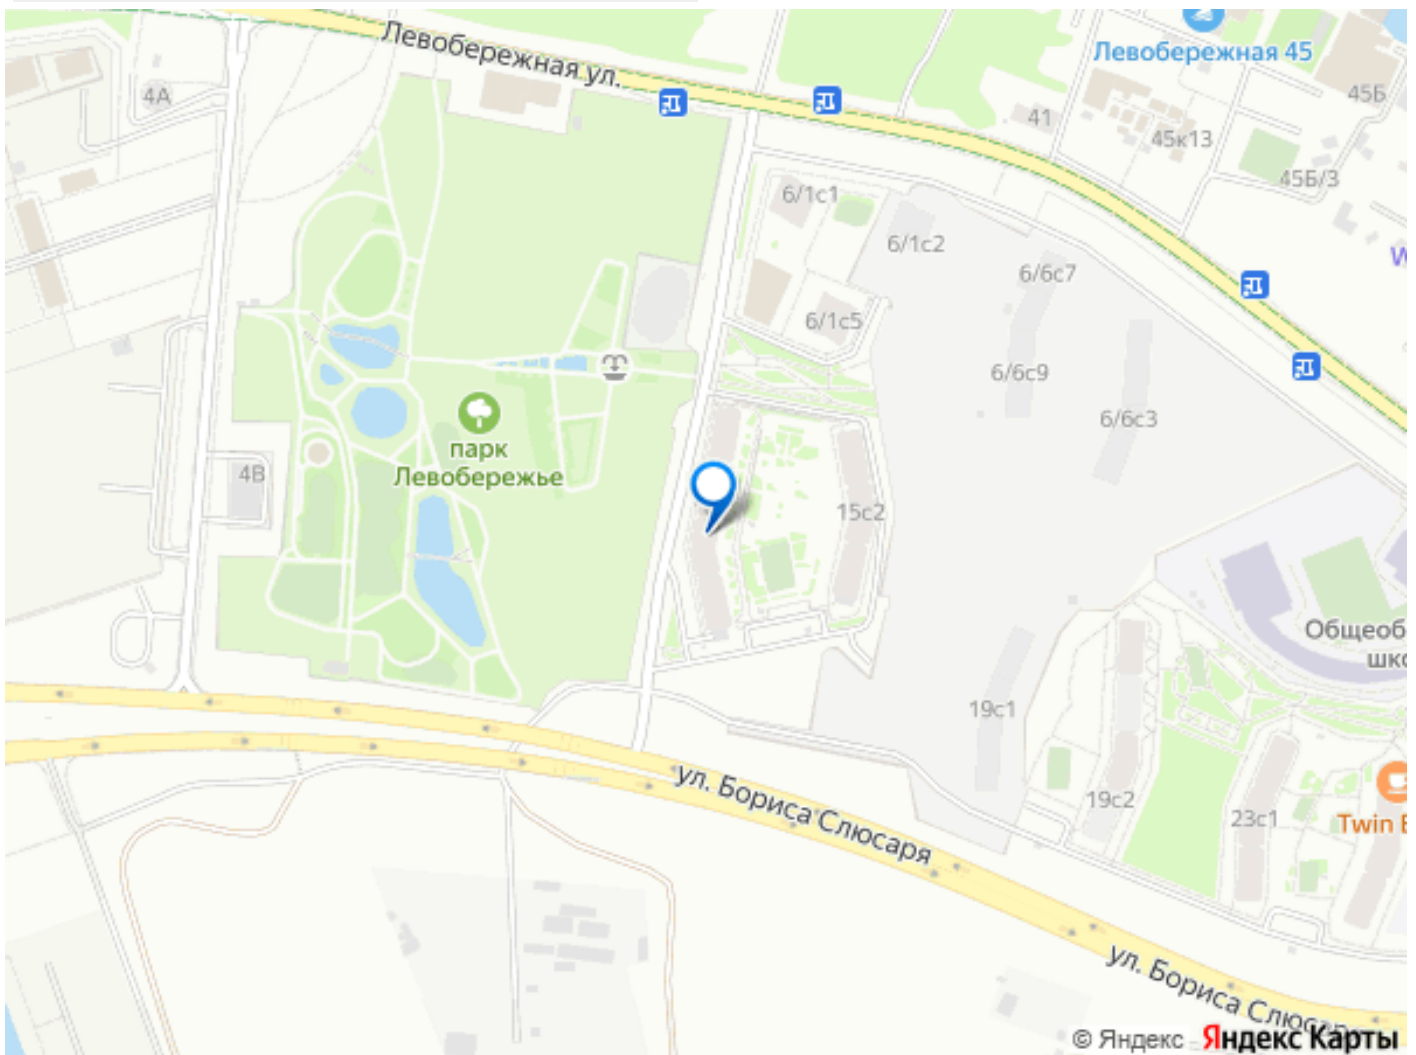 Левобережная ул.
Левобережная 45
4А
41
45Б
45к13
45Б/3
6/1с1
6/1с2
6/6с7
6/1с5
6/6с9
6/6с3
парк
Левобережье
4В
15с2
Общеоб
шко
19с1
19с2
23с1
Twin
ул. Бориса Слюсаря
ул. Бориса Слюсаря
© Яндекс Яндекс Карты